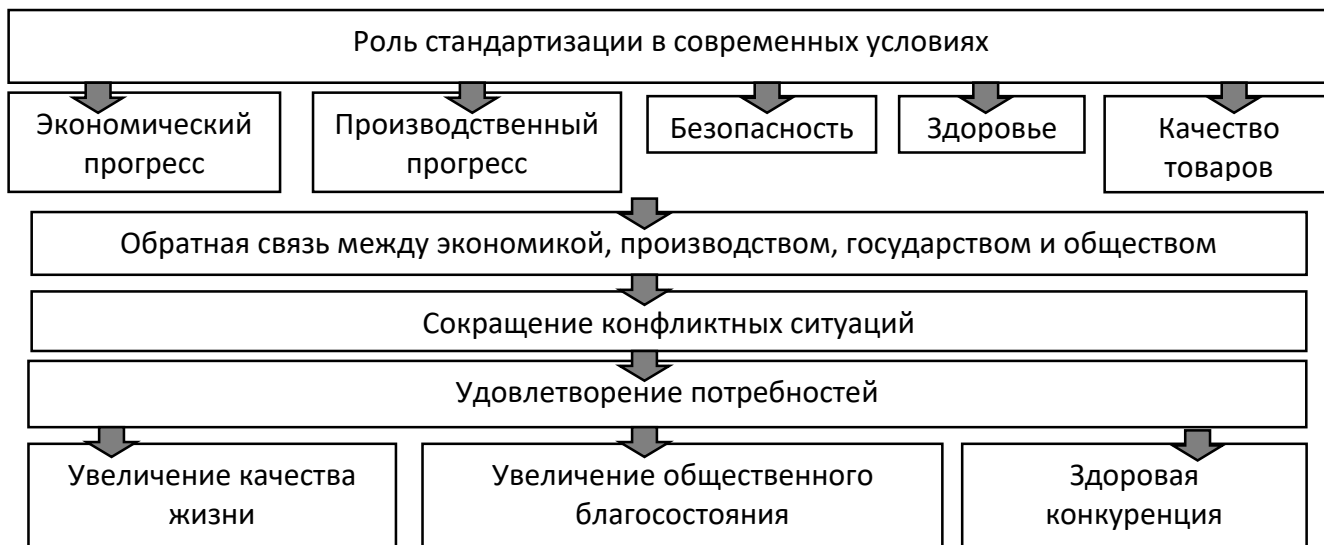 Роль стандартизации в современных условиях
Экономический
прогресс
Производственный
прогресс
Безопасность
Здоровье
Качество
товаров
Обратная связь между экономикой, производством, государством и обществом
Сокращение конфликтных ситуаций
Удовлетворение потребностей
Увеличение качества
жизни
Увеличение общественного
благосостояния
Здоровая
конкуренция